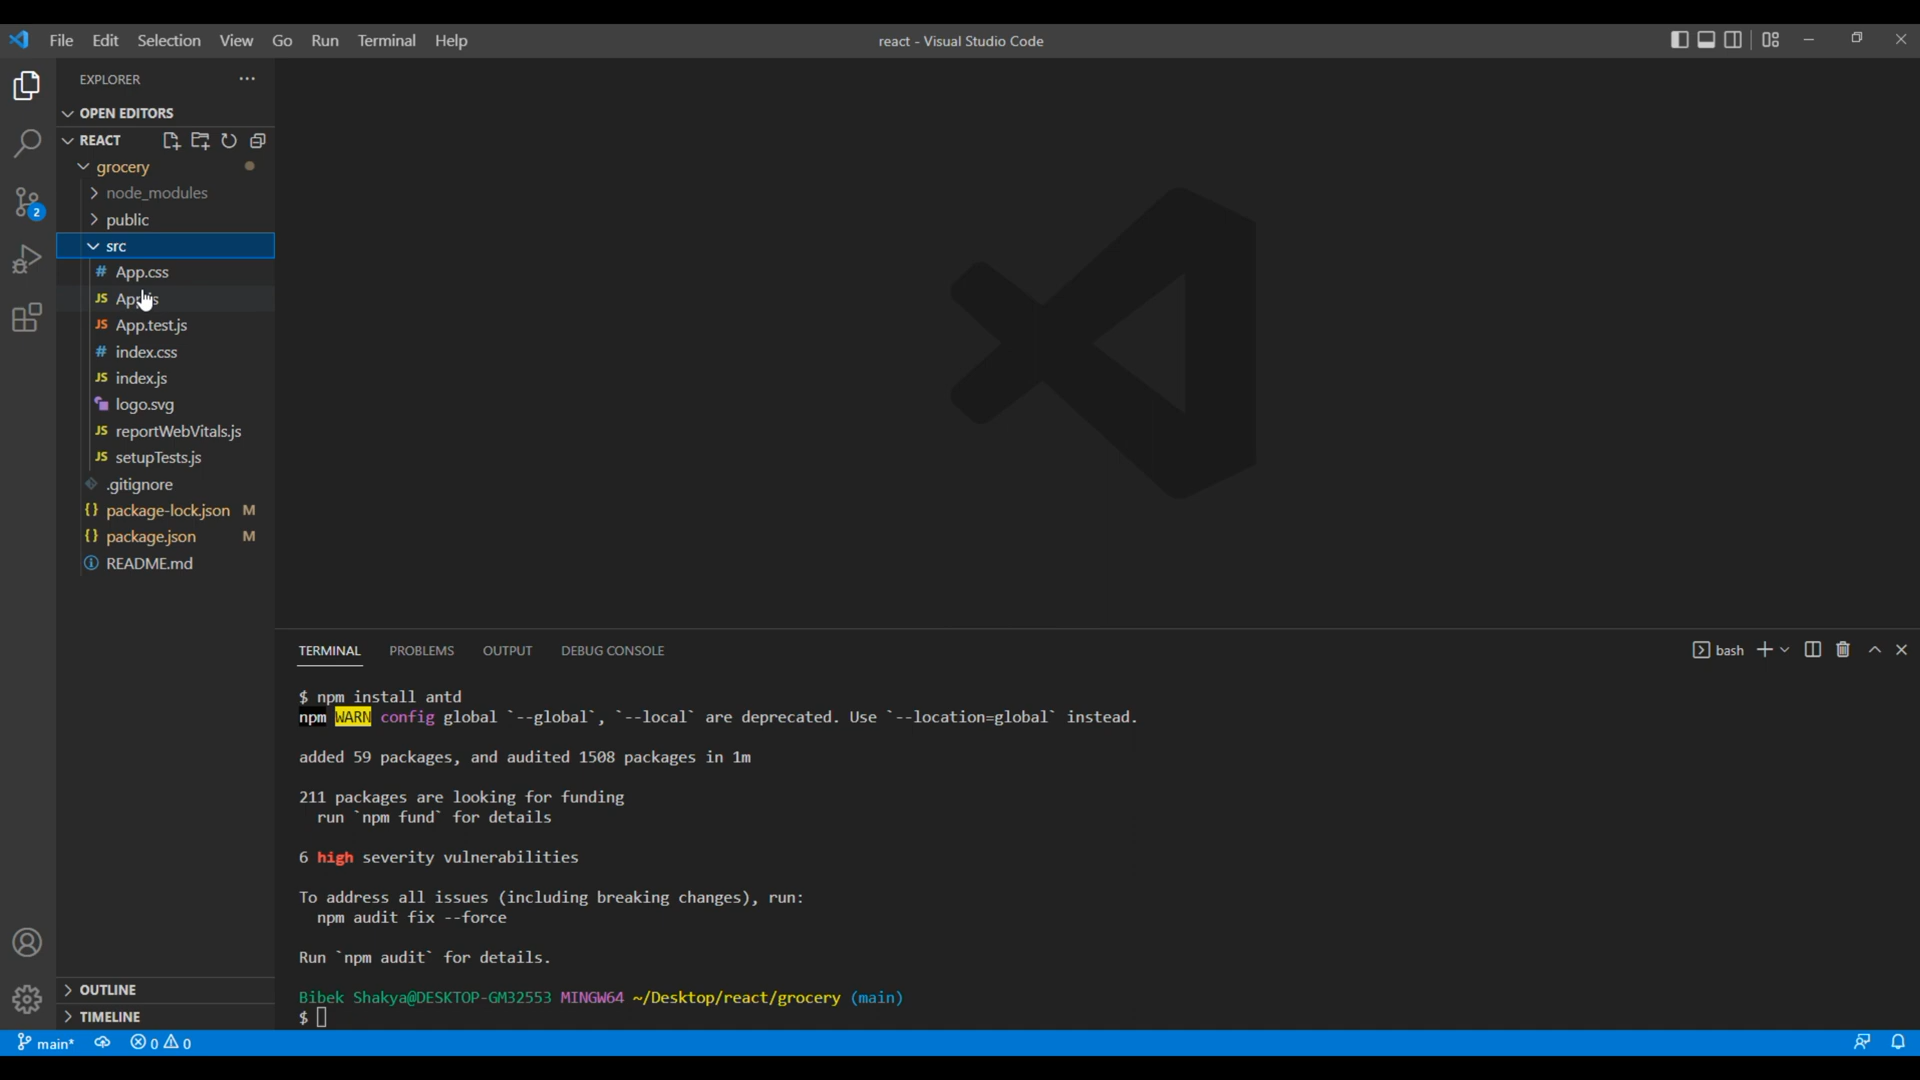 File Edit Selection View Go Run Terminal Help
react - Visual Studio Code
EXPLORER
OPEN EDITORS
REACT
grocery
node_modules
public
2
src
# App.css
JS
JS App.test.js
# index.css
JS index.js
logo.svg
JS reportWebVitals.js
JS setupTests.js
.gitignore
{} package-lock.json M
{} package.json M
README.md
OUTLINE
TIMELINE
TERMINAL PROBLEMS OUTPUT DEBUG CONSOLE
bash
$ npm install antd
npm WARN config global `--global`, `--local` are deprecated. Use `--location=global` instead.
added 59 packages, and audited 1508 packages in 1m
211 packages are looking for funding
run `npm fund` for details
6 high severity vulnerabilities
To address all issues (including breaking changes), run:
npm audit fix --force
Run `npm audit` for details.
Bibek Shakya@DESKTOP-GM32553 MINGW64 ~/Desktop/react/grocery (main)
$
main* 0 0